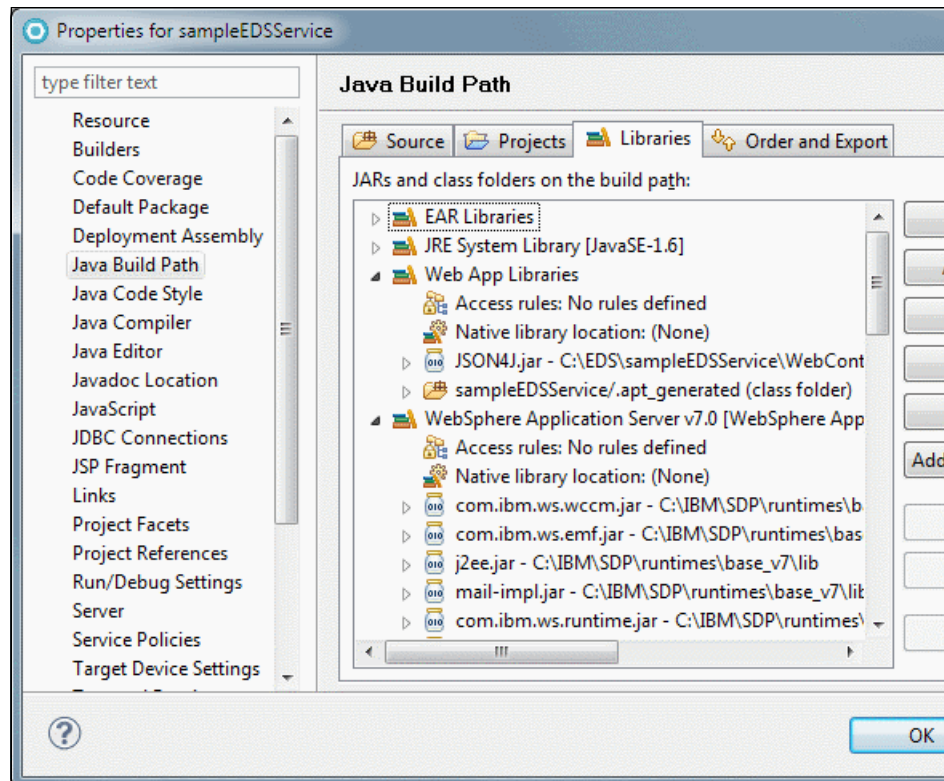 Properties for sampleEDSService
type filter text
Resource
Builders
Code Coverage
Default Package
Deployment Assembly
Java Build Path
Java Code Style
Java Compiler
Java Editor
Javadoc Location
JavaScript
JDBC Connections
JSP Fragment
Links
Project Facets
Project References
Run/Debug Settings
Server
Service Policies
Target Device Settings
Java Build Path
Source Projects Libraries Order and Export
JARs and class folders on the build path:
EAR Libraries
JRE System Library [JavaSE-1.6]
Web App Libraries
Access rules: No rules defined
Native library location: (None)
JSON4J.jar - C:\EDS\sampleEDSService\WebCont
sampleEDSService/.apt_generated (class folder)
WebSphere Application Server v7.0 [WebSphere App
Access rules: No rules defined
Native library location: (None)
com.ibm.ws.wccm.jar - C:\IBM\SDP\runtimes\b
com.ibm.ws.emf.jar - C:\IBM\SDP\runtimes\bas
j2ee.jar - C:\IBM\SDP\runtimes\base_v7\lib
mail-impl.jar - C:\IBM\SDP\runtimes\base_v7\lib
com.ibm.ws.runtime.jar - C:\IBM\SDP\runtimes\
Add
OK